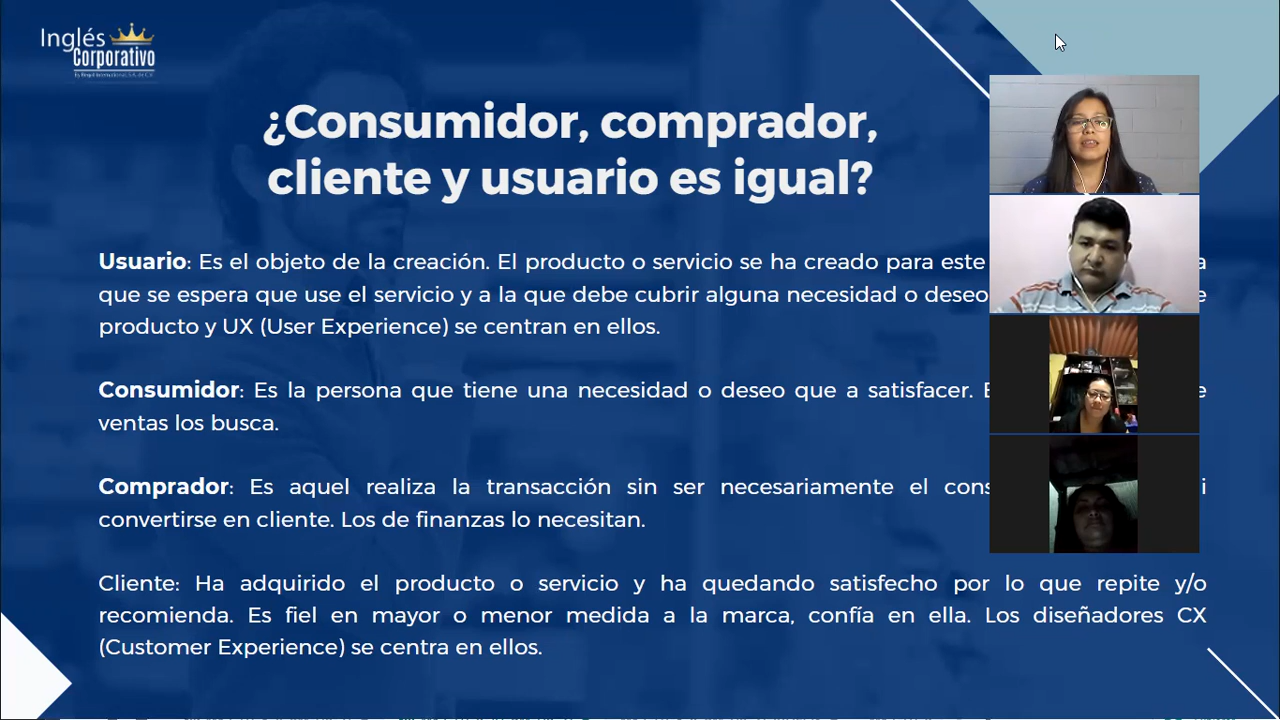 Inglés
Corporativo
¿Consumidor, comprador,
cliente y usuario es igual?
Usuario: Es el objeto de la creación. El producto o servicio se ha creado para este
que se espera que use el servicio y a la que debe cubrir alguna necesidad o deseo
producto y UX (User Experience) se centran en ellos.
Consumidor: Es la persona que tiene una necesidad o deseo que a satisfacer.
ventas los busca.
Comprador: Es aquel realiza la transacción sin ser necesariamente el
convertirse en cliente. Los de finanzas lo necesitan.
Cliente: Ha adquirido el producto o servicio y ha quedando satisfecho por lo que repite y/o
recomienda. Es fiel en mayor o menor medida a la marca, confía en ella. Los diseñadores CX
(Customer Experience) se centra en ellos.